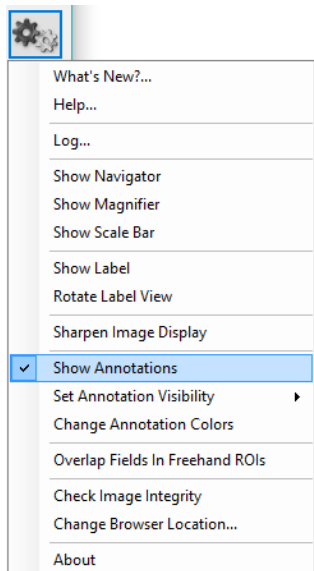 What's New?...
Help...
Log...
Show Navigator
Show Magnifier
Show Scale Bar
Show Label
Rotate Label View
Sharpen Image Display
Show Annotations
Set Annotation Visibility
Change Annotation Colors
Overlap Fields In Freehand ROIs
Check Image Integrity
Change Browser Location...
About